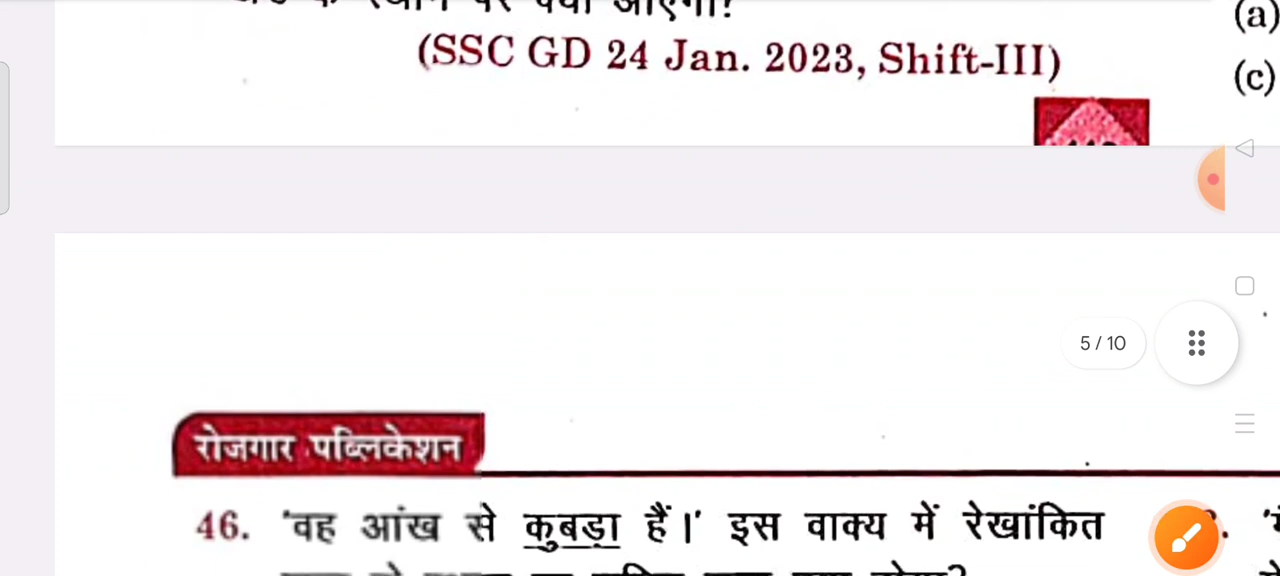 (SSC GD 24 Jan. 2023, Shift-III)
(a)
(c)
5 / 10
रोजगार पब्लिकेशन
46. 'वह आंख से कुबड़ा हैं।' इस वाक्य में रेखांकित